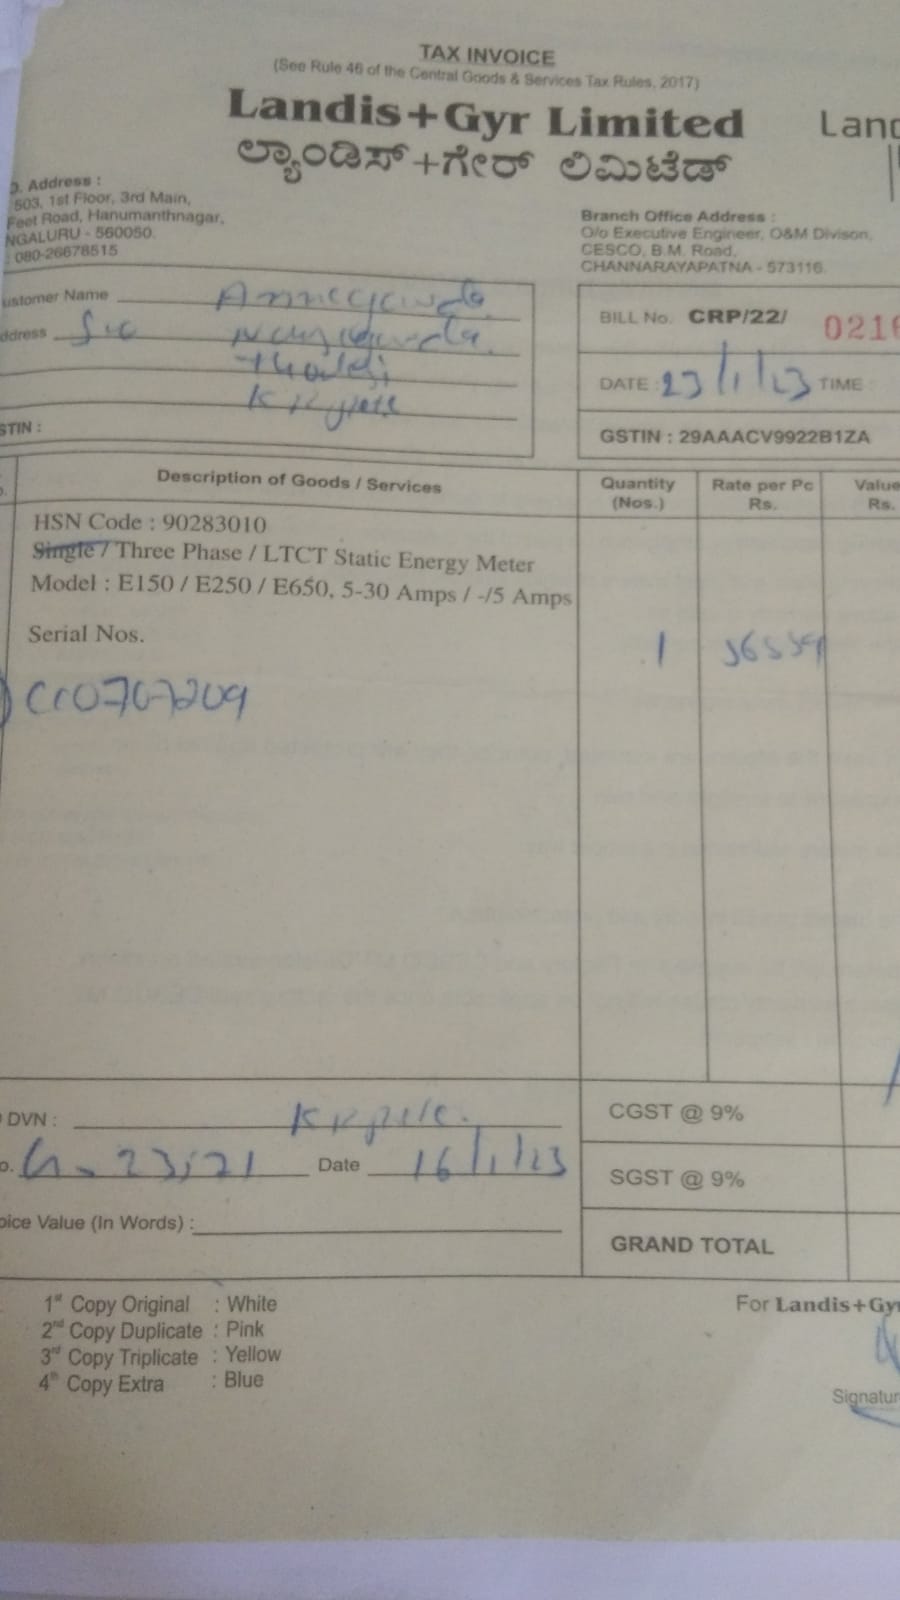 TAX INVOICE
(See Rule 46 of the Central Goods & Services Tax Rules, 2017)
Landis+Gyr Limited
Land
ಲ್ಯಾಂಡಿಸ್+ಗೇರ್ ಲಿಮಿಟೆಡ್
Address :
503, 1st Floor, 3rd Main,
Feet Road, Hanumanthnagar,
NGALURU - 560050.
: 080-26678515
Branch Office Address :
O/o Executive Engineer, O&M Divison,
CESCO, B.M. Road,
CHANNARAYAPATNA - 573116.
ustomer Name
ddress S/o
STIN :
BILL No. CRP/22/ 0216
DATE : 23/1/23 TIME :
GSTIN : 29AAACV9922B1ZA
Description of Goods / Services
Quantity (Nos.)
Rate per Pc Rs.
Value Rs.
HSN Code : 90283010
Single / Three Phase / LTCT Static Energy Meter
Model : E150 / E250 / E650, 5-30 Amps / -/5 Amps
Serial Nos.
1
DVN :
Date 16/1/23
oice Value (In Words) :
CGST @ 9%
SGST @ 9%
GRAND TOTAL
1st Copy Original : White
2nd Copy Duplicate : Pink
3rd Copy Triplicate : Yellow
4th Copy Extra : Blue
For Landis+Gy
Signatur